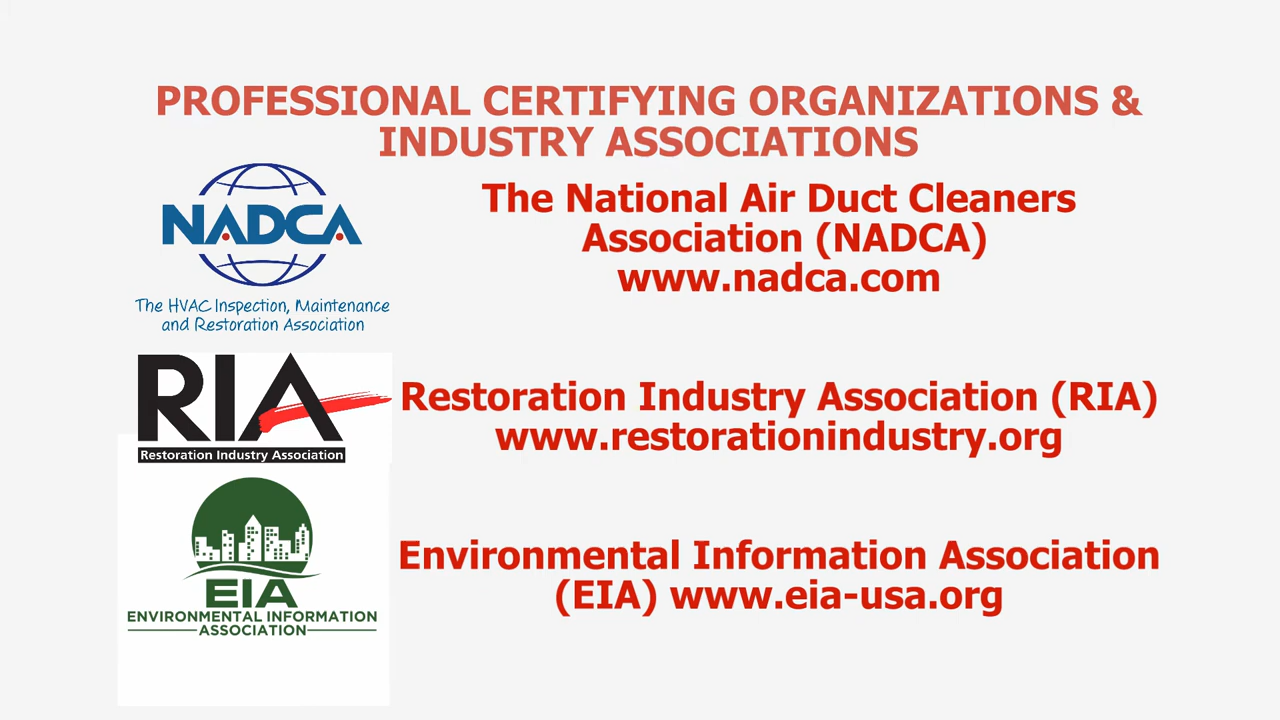 PROFESSIONAL CERTIFYING ORGANIZATIONS &
INDUSTRY ASSOCIATIONS
NADCA
The HVAC Inspection, Maintenance
and Restoration Association
The National Air Duct Cleaners
Association (NADCA)
www.nadca.com
RIA
Restoration Industry Association
Restoration Industry Association (RIA)
www.restorationindustry.org
EIA
ENVIRONMENTAL INFORMATION
ASSOCIATION
Environmental Information Association
(EIA) www.eia-usa.org